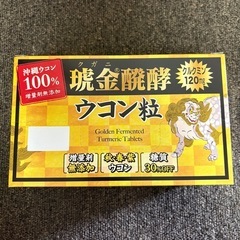 沖縄ウコン
100%
増量剤無添加
クガニ
琥金醗酵
クルクミン
120mg
ウコン粒
Golden Fermented
Turmeric Tablets
増量剤
無添加
秋・春・紫
ウコン
糖質
30%OFF